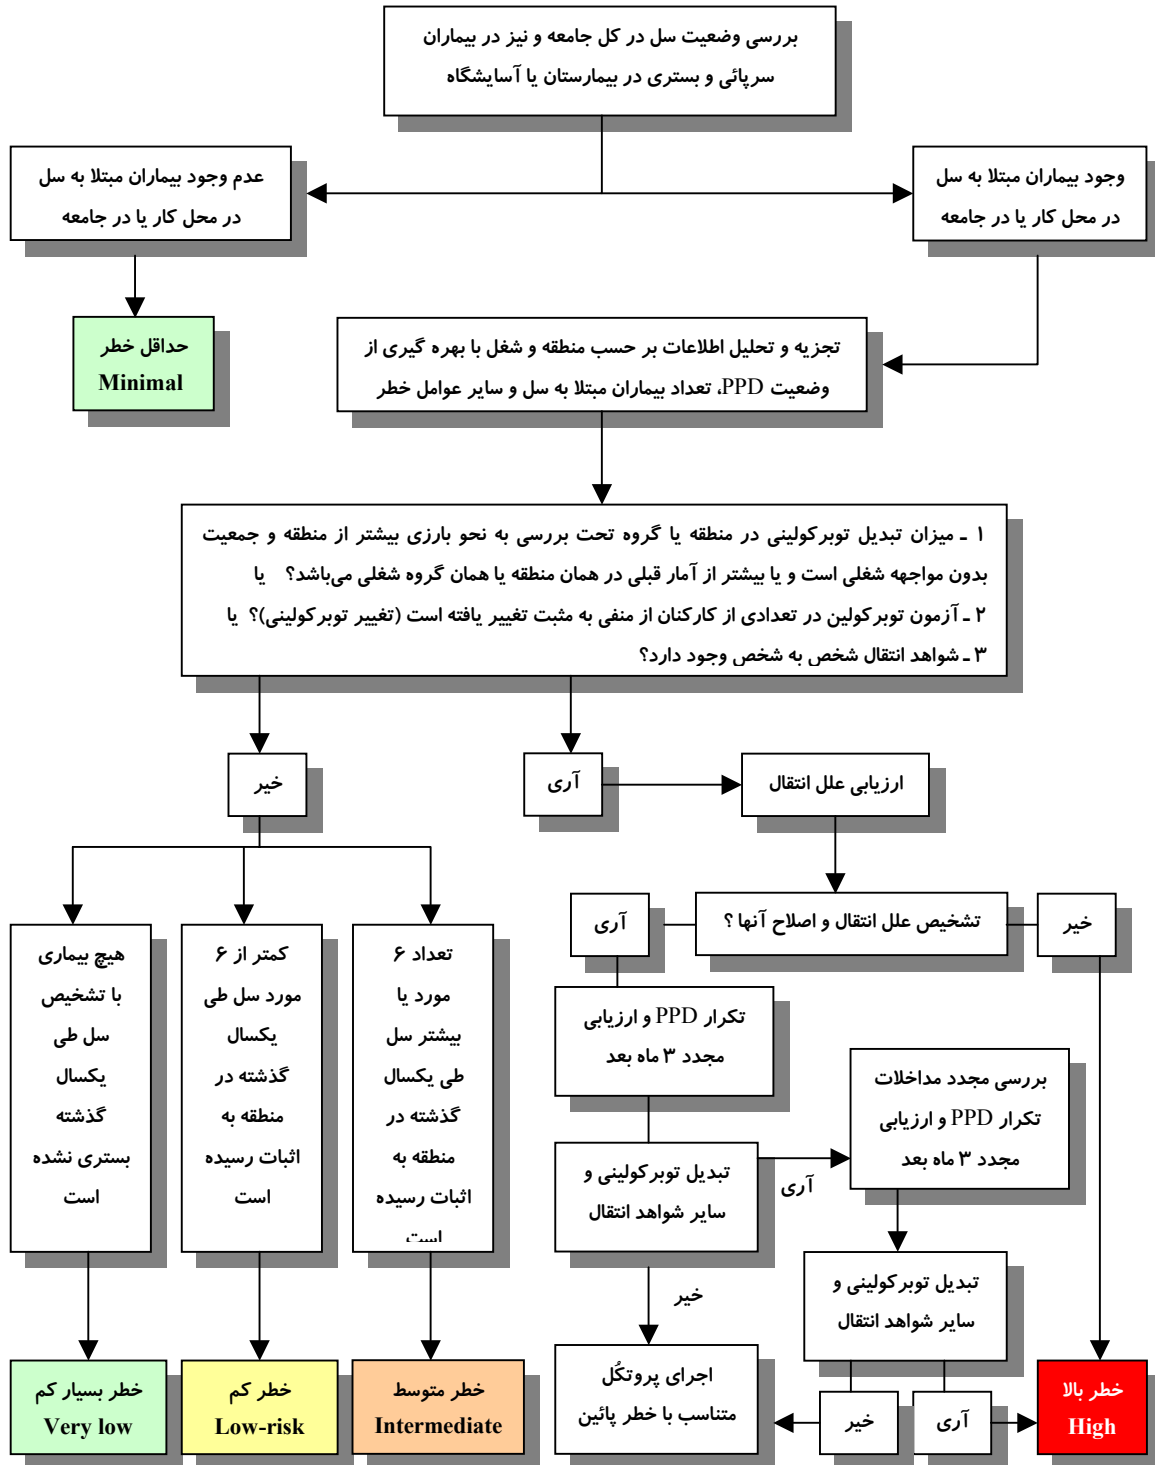 بررسی وضعیت سل در کل جامعه و نیز در بیماران
سرپائی و بستری در بیمارستان یا آسایشگاه
وجود بیماران مبتلا به سل
در محل کار یا در جامعه
عدم وجود بیماران مبتلا به سل
در محل کار یا در جامعه
حداقل خطر
Minimal
تجزیه و تحلیل اطلاعات بر حسب منطقه و شغل با بهره گیری از
وضعیت PPD، تعداد بیماران مبتلا به سل و سایر عوامل خطر
۱ ـ میزان تبدیل توبرکولینی در منطقه یا گروه تحت بررسی به نحو بارزی بیشتر از منطقه و جمعیت
بدون مواجهه شغلی است و یا بیشتر از آمار قبلی در همان منطقه یا همان گروه شغلی می‌باشد؟ یا
۲ ـ آزمون توبرکولین در تعدادی از کارکنان از منفی به مثبت تغییر یافته است (تغییر توبرکولینی)؟ یا
۳ ـ شواهد انتقال شخص به شخص وجود دارد؟
ارزیابی علل انتقال
آری
خیر
خیر
تشخیص علل انتقال و اصلاح آنها ؟
آری
تکرار PPD و ارزیابی
مجدد ۳ ماه بعد
بررسی مجدد مداخلات
تکرار PPD و ارزیابی
مجدد ۳ ماه بعد
تبدیل توبرکولینی و
سایر شواهد انتقال
آری
خیر
تبدیل توبرکولینی و
سایر شواهد انتقال
تعداد ۶
مورد یا
بیشتر سل
طی یکسال
گذشته در
منطقه به
اثبات رسیده
است
کمتر از ۶
مورد سل طی
یکسال
گذشته در
منطقه به
اثبات رسیده
است
هیچ بیماری
با تشخیص
سل طی
یکسال
گذشته
بستری نشده
است
خطر بالا
High
آری
خیر
اجرای پروتکُل
متناسب با خطر پائین
خطر متوسط
Intermediate
خطر کم
Low-risk
خطر بسیار کم
Very low